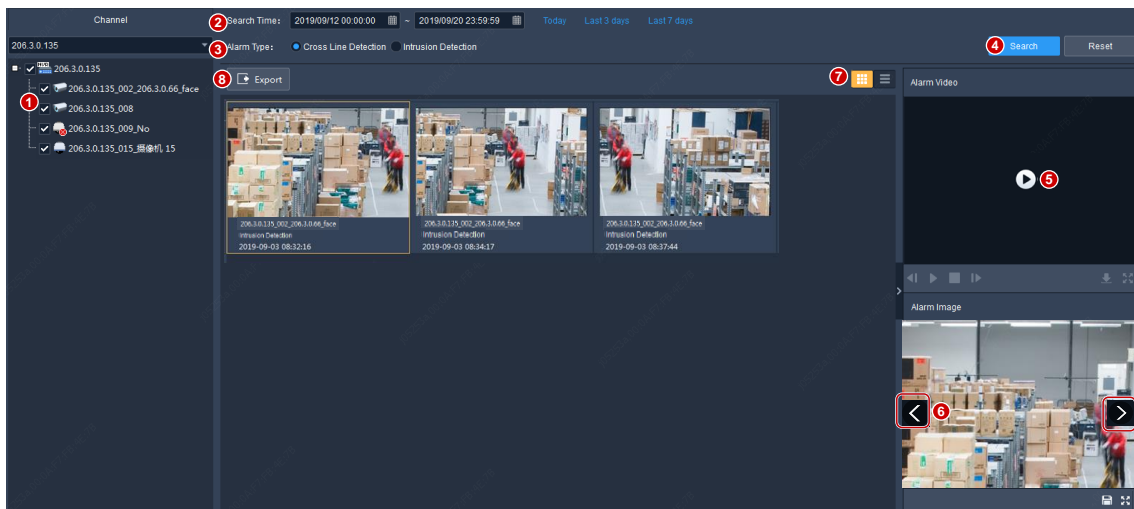 Channel
206.3.0.135
206.3.0.135
1
206.3.0.135_002_206.3.0.66_face
206.3.0.135_008
206.3.0.135_009_No
206.3.0.135_015_摄像机 15
2 Search Time: 2019/09/12 00:00:00 ~ 2019/09/20 23:59:59 Today Last 3 days Last 7 days
3 Alarm Type: Cross Line Detection Intrusion Detection
4 Search Reset
8 Export
7
206.3.0.135_002_206.3.0.66_face
Intrusion Detection
2019-09-03 08:32:16
206.3.0.135_002_206.3.0.66_face
Intrusion Detection
2019-09-03 08:34:17
206.3.0.135_002_206.3.0.66_face
Intrusion Detection
2019-09-03 08:37:44
Alarm Video
5
Alarm Image
6